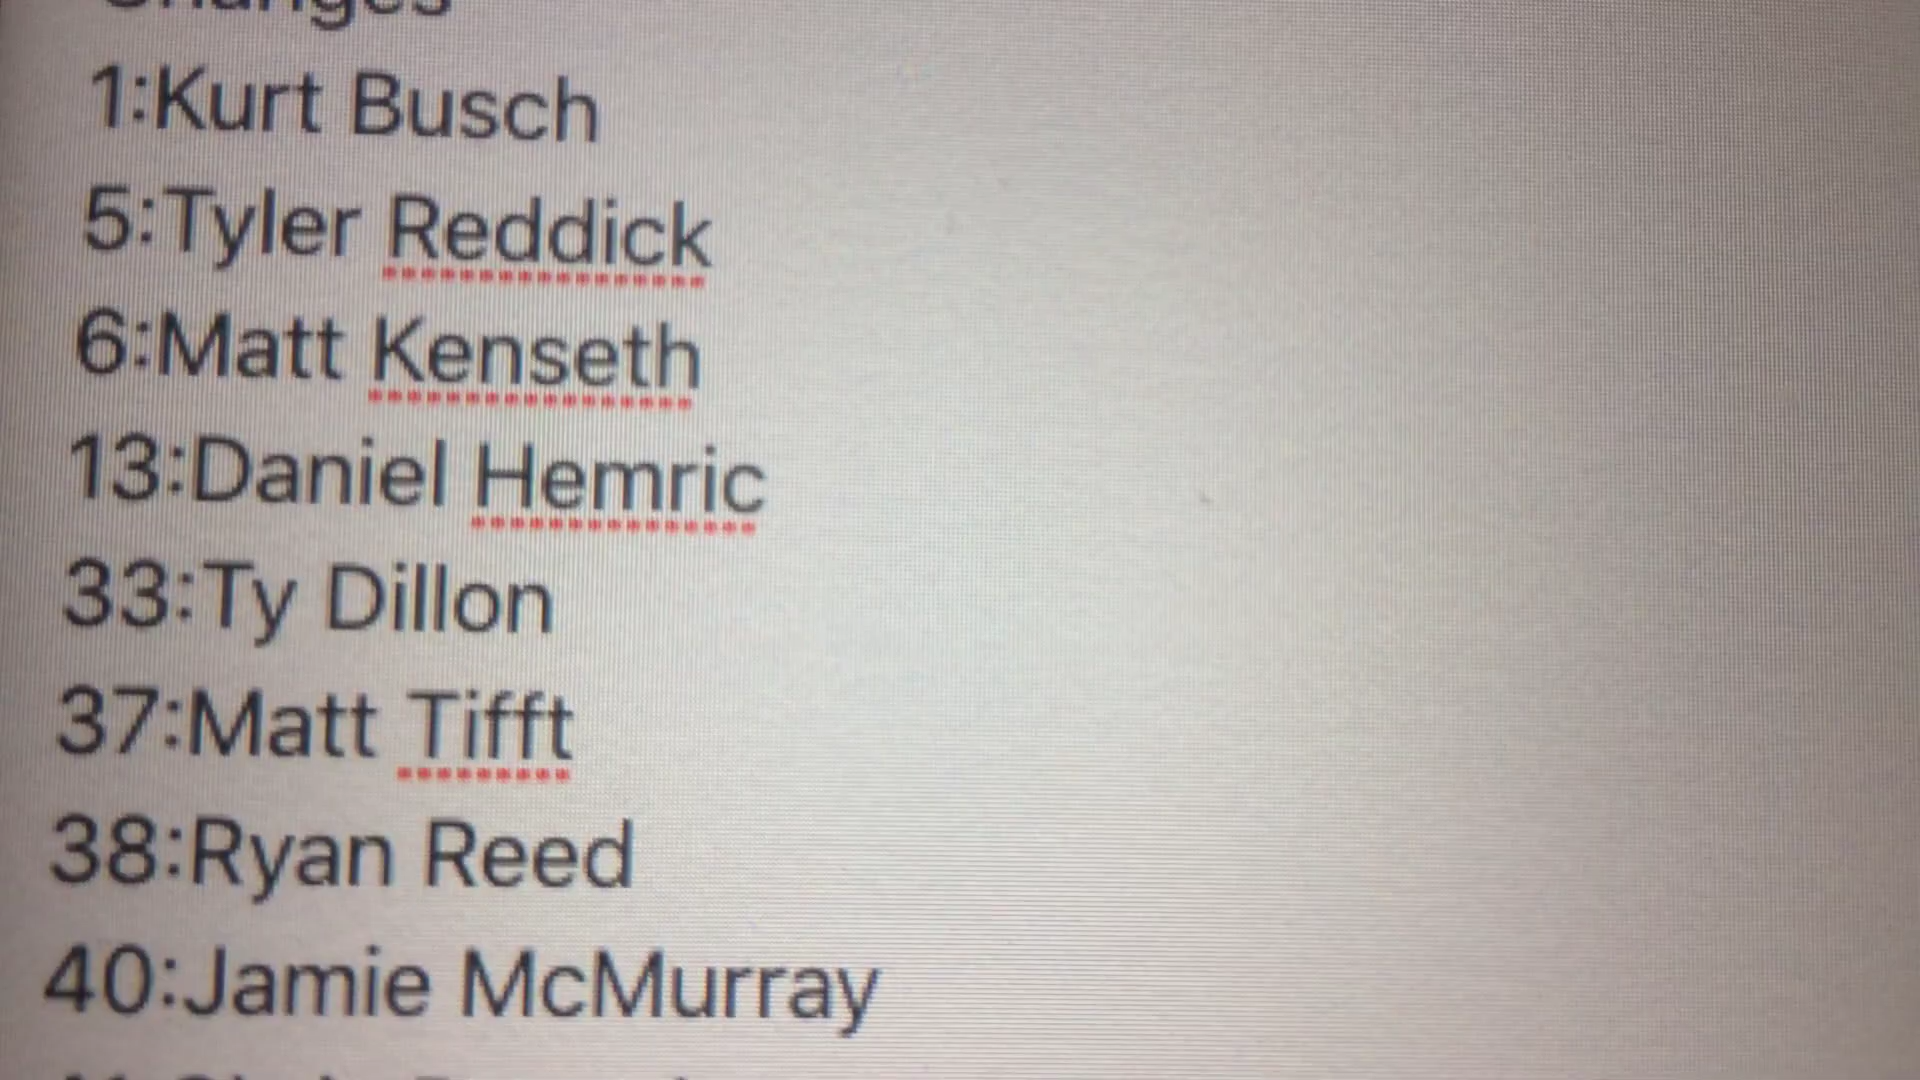 Changes
1:Kurt Busch
5:Tyler Reddick
6:Matt Kenseth
13:Daniel Hemric
33:Ty Dillon
37:Matt Tifft
38:Ryan Reed
40:Jamie McMurray